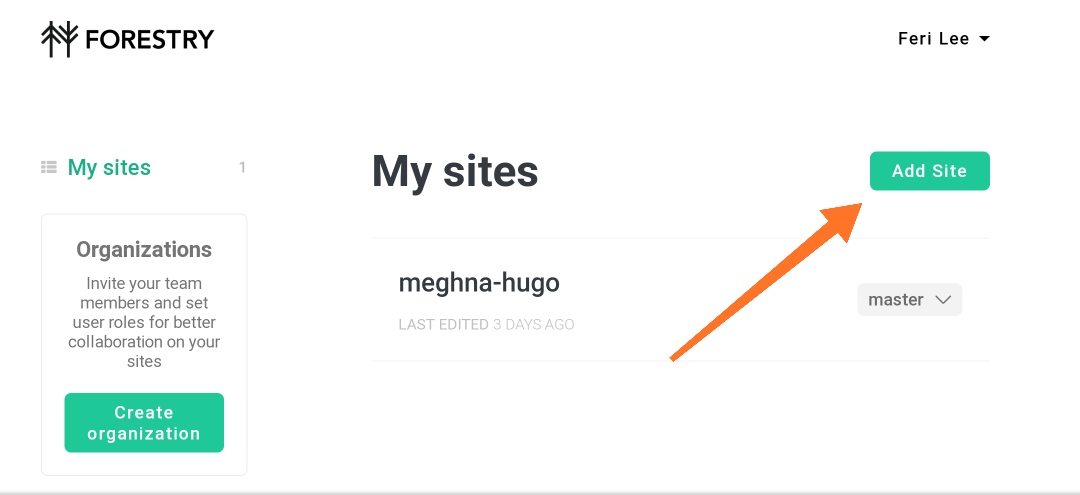 FORESTRY
Feri Lee
My sites
1
Organizations
Invite your team
members and set
user roles for better
collaboration on your
sites
Create
organization
My sites
Add Site
meghna-hugo
LAST EDITED 3 DAYS AGO
master